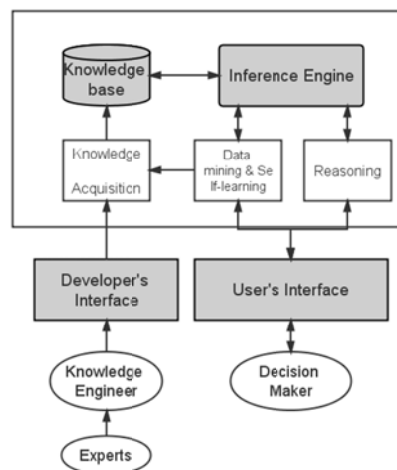 Knowledge
base
Inference Engine
Knowledge
Acquisition
Data
mining & Se
lf-learning
Reasoning
Developer's
Interface
User's Interface
Knowledge
Engineer
Decision
Maker
Experts